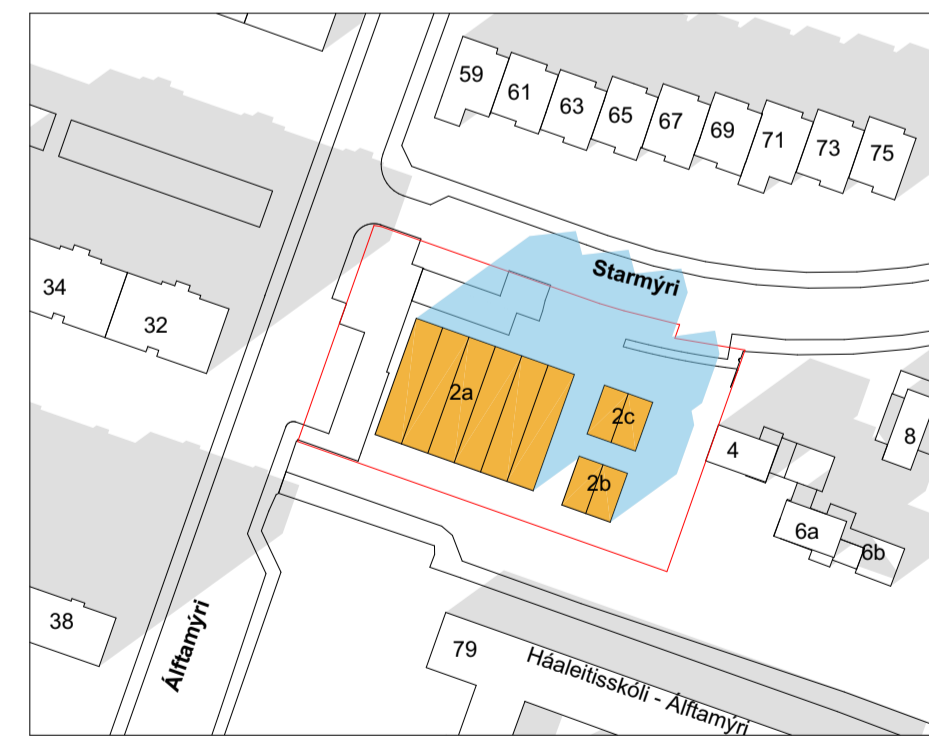 59
61
63
65
67
69
71
73
75
Starmýri
34
32
2a
2c
2b
4
8
6a
6b
38
Álftamýri
79
Háaleitisskóli - Álftamýri